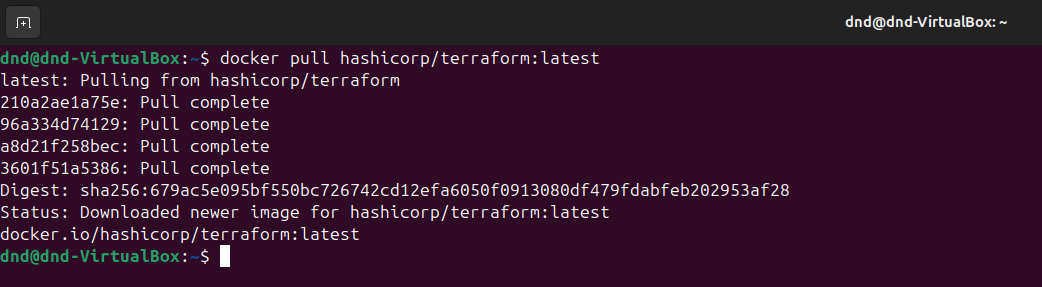 dnd@dnd-VirtualBox: ~
dnd@dnd-VirtualBox:~$ docker pull hashicorp/terraform:latest
latest: Pulling from hashicorp/terraform
210a2ae1a75e: Pull complete
96a334d74129: Pull complete
a8d21f258bec: Pull complete
3601f51a5386: Pull complete
Digest: sha256:679ac5e095bf550bc726742cd12efa6050f0913080df479fdabfeb202953af28
Status: Downloaded newer image for hashicorp/terraform:latest
docker.io/hashicorp/terraform:latest
dnd@dnd-VirtualBox:~$